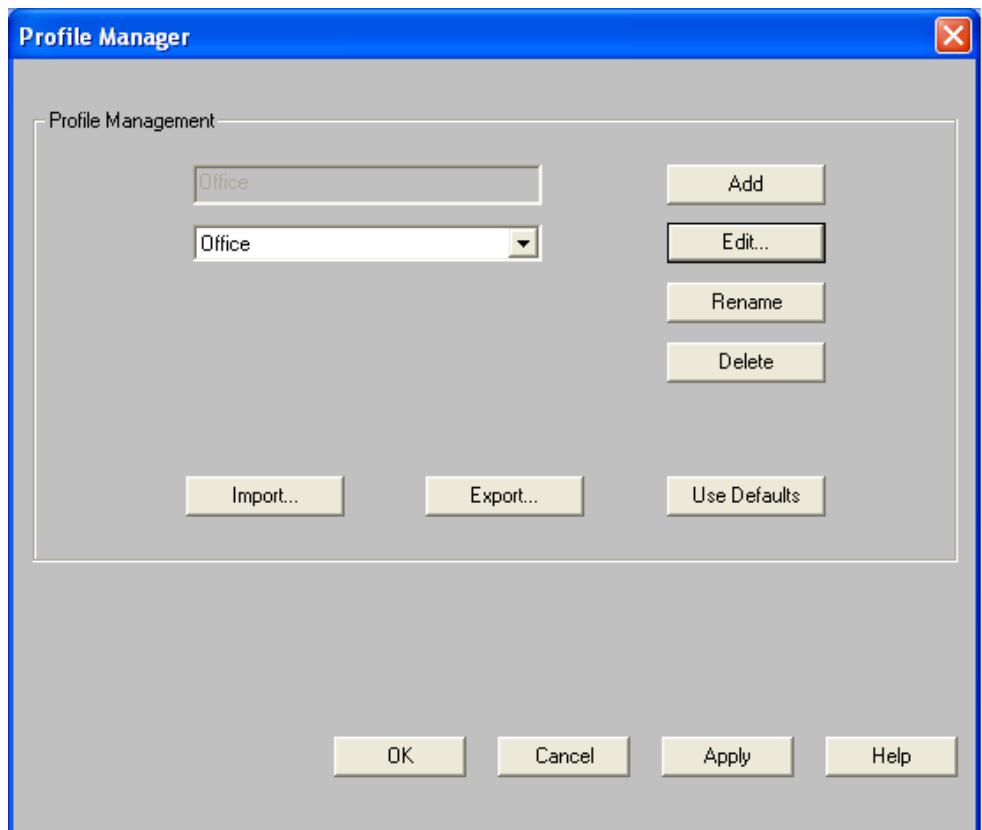 Profile Manager
Profile Management
Office
Add
Office
Edit...
Rename
Delete
Import...
Export...
Use Defaults
OK
Cancel
Apply
Help